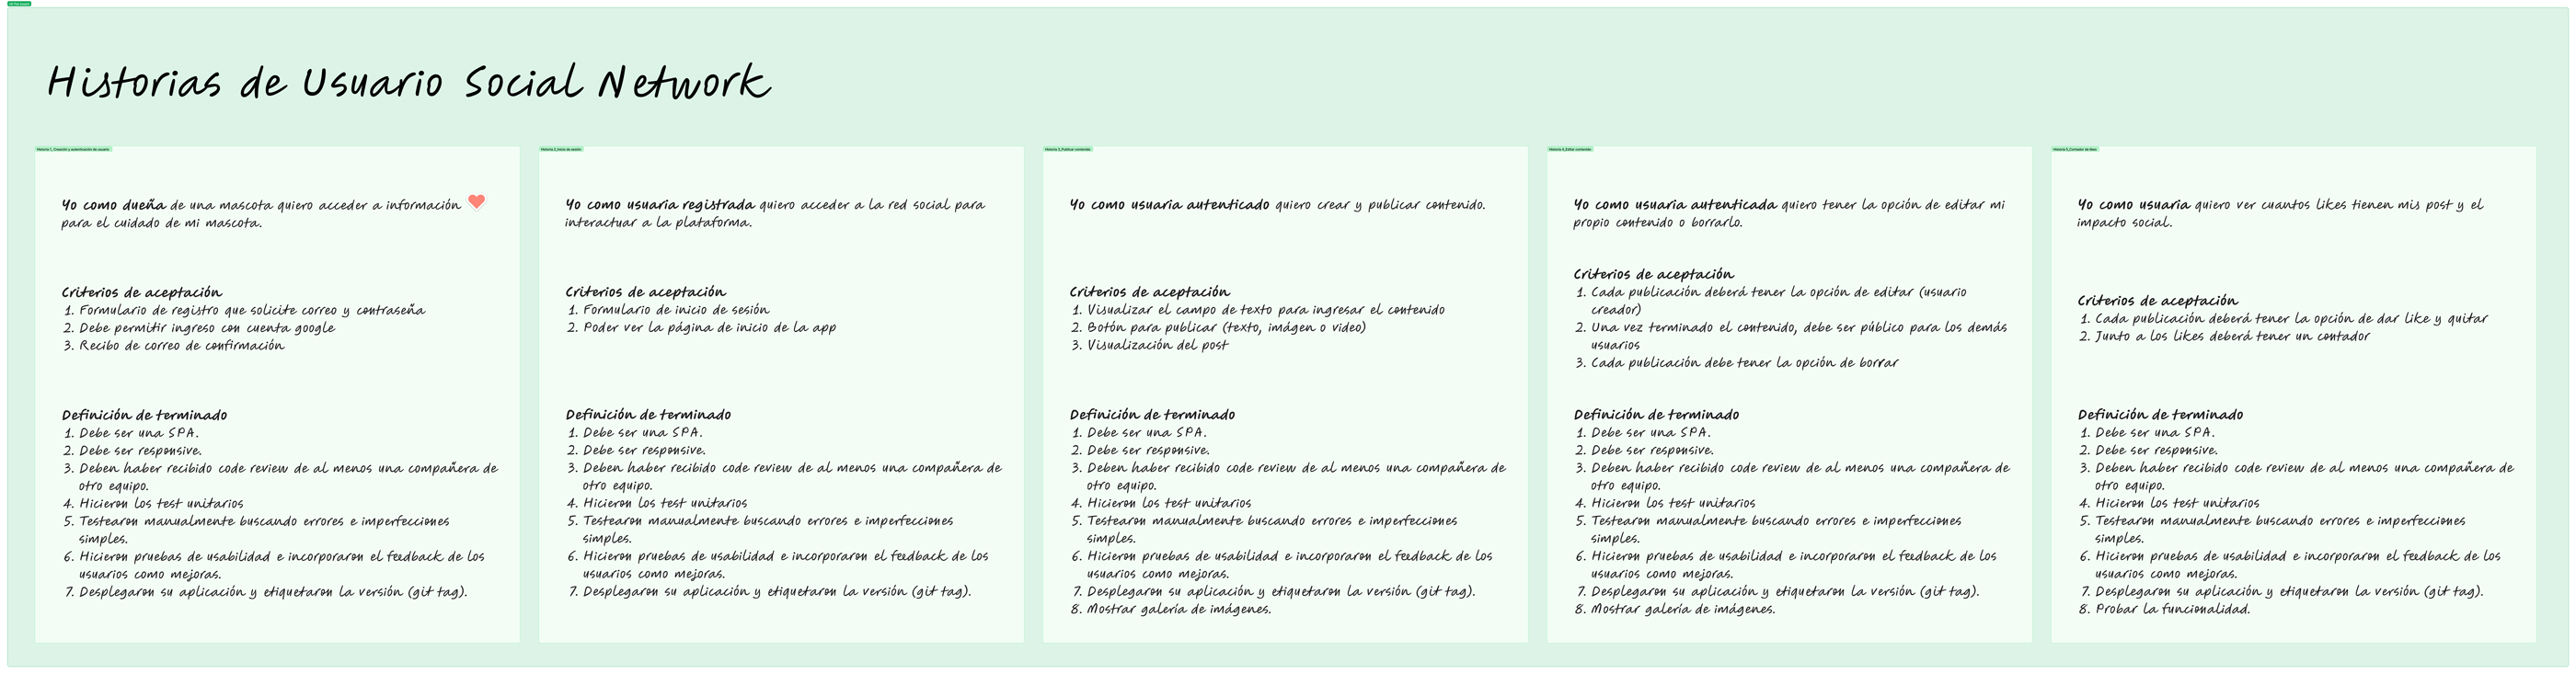 Historias de Usuario Social Network
Historia 1_ Creación y autenticación de usuario
Yo como dueña de una mascota quiero acceder a información
para el cuidado de mi mascota.
Criterios de aceptación
1. Formulario de registro que solicite correo y contraseña
2. Debe permitir ingreso con cuenta google
3. Recibo de correo de confirmación
Definición de terminado
1. Debe ser una SPA.
2. Debe ser responsive.
3. Deben haber recibido code review de al menos una compañera de
otro equipo.
4. Hicieron los test unitarios
5. Testearon manualmente buscando errores e imperfecciones
simples.
6. Hicieron pruebas de usabilidad e incorporaron el feedback de los
usuarios como mejoras.
7. Desplegaron su aplicación y etiquetaron la versión (git tag).
Historia 2_Inicio de sesión
Yo como usuaria registrada quiero acceder a la red social para
interactuar a la plataforma.
Criterios de aceptación
1. Formulario de inicio de sesión
2. Poder ver la página de inicio de la app
Definición de terminado
1. Debe ser una SPA.
2. Debe ser responsive.
3. Deben haber recibido code review de al menos una compañera de
otro equipo.
4. Hicieron los test unitarios
5. Testearon manualmente buscando errores e imperfecciones
simples.
6. Hicieron pruebas de usabilidad e incorporaron el feedback de los
usuarios como mejoras.
7. Desplegaron su aplicación y etiquetaron la versión (git tag).
Historia 3_Publicar contenido
Yo como usuaria autenticado quiero crear y publicar contenido.
Criterios de aceptación
1. Visualizar el campo de texto para ingresar el contenido
2. Botón para publicar (texto, imágen o video)
3. Visualización del post
Definición de terminado
1. Debe ser una SPA.
2. Debe ser responsive.
3. Deben haber recibido code review de al menos una compañera de
otro equipo.
4. Hicieron los test unitarios
5. Testearon manualmente buscando errores e imperfecciones
simples.
6. Hicieron pruebas de usabilidad e incorporaron el feedback de los
usuarios como mejoras.
7. Desplegaron su aplicación y etiquetaron la versión (git tag).
8. Mostrar galería de imágenes.
Historia 4_Editar contenido
Yo como usuaria autenticada quiero tener la opción de editar mi
propio contenido o borrarlo.
Criterios de aceptación
1. Cada publicación deberá tener la opción de editar (usuario
creador)
2. Una vez terminado el contenido, debe ser público para los demás
usuarios
3. Cada publicación debe tener la opción de borrar
Definición de terminado
1. Debe ser una SPA.
2. Debe ser responsive.
3. Deben haber recibido code review de al menos una compañera de
otro equipo.
4. Hicieron los test unitarios
5. Testearon manualmente buscando errores e imperfecciones
simples.
6. Hicieron pruebas de usabilidad e incorporaron el feedback de los
usuarios como mejoras.
7. Desplegaron su aplicación y etiquetaron la versión (git tag).
8. Mostrar galería de imágenes.
Historia 5_Contador de likes
Yo como usuaria quiero ver cuantos likes tienen mis post y el
impacto social.
Criterios de aceptación
1. Cada publicación deberá tener la opción de dar like y quitar
2. Junto a los likes deberá tener un contador
Definición de terminado
1. Debe ser una SPA.
2. Debe ser responsive.
3. Deben haber recibido code review de al menos una compañera de
otro equipo.
4. Hicieron los test unitarios
5. Testearon manualmente buscando errores e imperfecciones
simples.
6. Hicieron pruebas de usabilidad e incorporaron el feedback de los
usuarios como mejoras.
7. Desplegaron su aplicación y etiquetaron la versión (git tag).
8. Probar la funcionalidad.